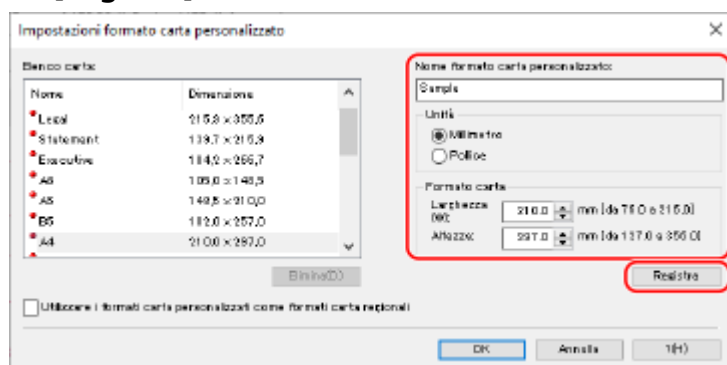 Impostazioni formato carta personalizzato
Elenco carta:
Nome Dimensione
Legal 215,9 x 355,6
Statement 139,7 x 215,9
Executive 184,2 x 266,7
A6 105,0 x 148,5
A5 148,5 x 210,0
B5 182,0 x 257,0
A4 210,0 x 297,0
Elimina(D)
Nome formato carta personalizzato:
Sample
Unità
Millimetro
Pollice
Formato carta
Larghezza
210.0 mm [da 76.0 a 215.9]
Altezza: 297.0 mm [da 127.0 a 356.0]
Registra
Utilizzare i formati carta personalizzati come formati carta regionali
OK Annulla ?(H)